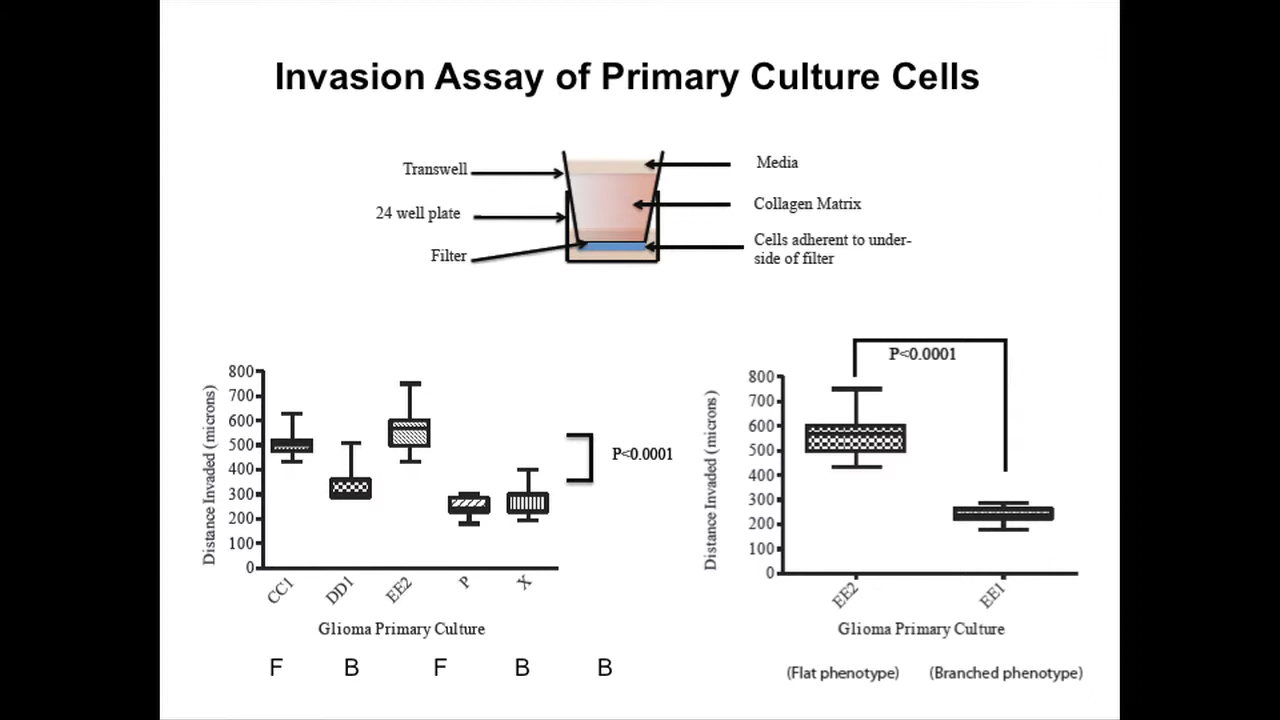 Invasion Assay of Primary Culture Cells
Transwell
24 well plate
Filter
Media
Collagen Matrix
Cells adherent to under-
side of filter
Distance Invaded (microns)
800
700
600
500
400
300
200
100
0
CC1
DD1
EE2
P
X
Glioma Primary Culture
F B F B B
P<0.0001
Distance Invaded (microns)
800
700
600
500
400
300
200
100
0
P<0.0001
EE2
EE1
Glioma Primary Culture
(Flat phenotype) (Branched phenotype)